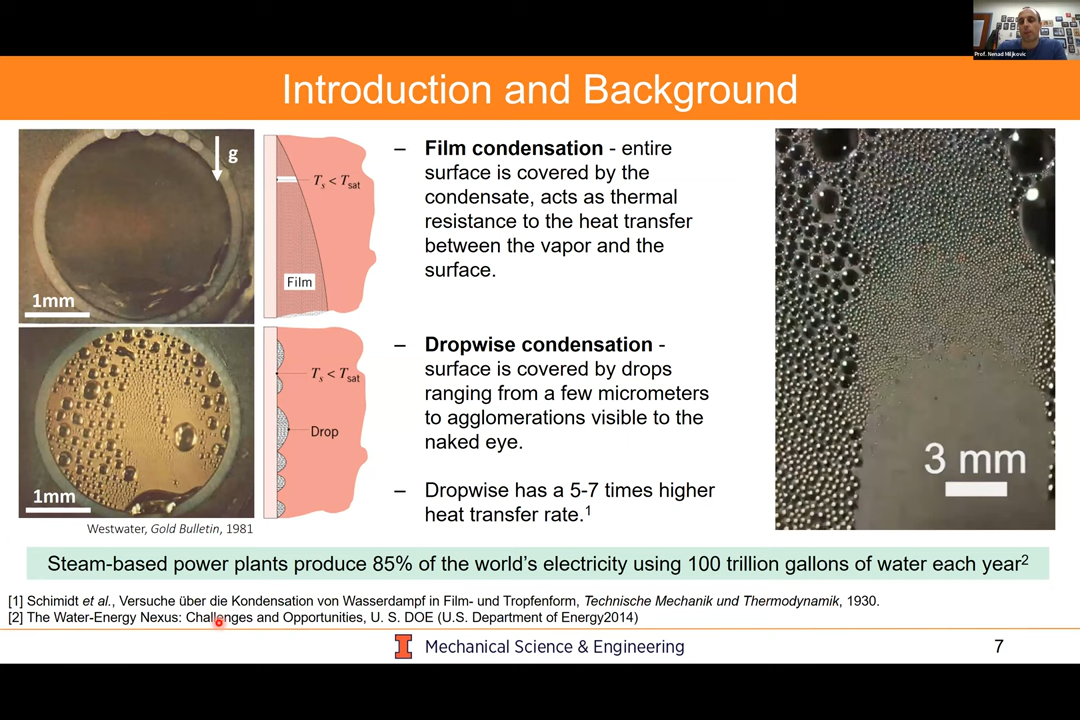 Prof. Nenad Miljkovic
Introduction and Background
g
1mm
Ts < Tsat
Film
– Film condensation - entire
surface is covered by the
condensate, acts as thermal
resistance to the heat transfer
between the vapor and the
surface.
1mm
Ts < Tsat
Drop
Westwater, Gold Bulletin, 1981
– Dropwise condensation -
surface is covered by drops
ranging from a few micrometers
to agglomerations visible to the
naked eye.
– Dropwise has a 5-7 times higher
heat transfer rate.1
3 mm
Steam-based power plants produce 85% of the world's electricity using 100 trillion gallons of water each year2
[1] Schimidt et al., Versuche über die Kondensation von Wasserdampf in Film- und Tropfenform, Technische Mechanik und Thermodynamik, 1930.
[2] The Water-Energy Nexus: Challenges and Opportunities, U. S. DOE (U.S. Department of Energy2014)
I Mechanical Science & Engineering
7